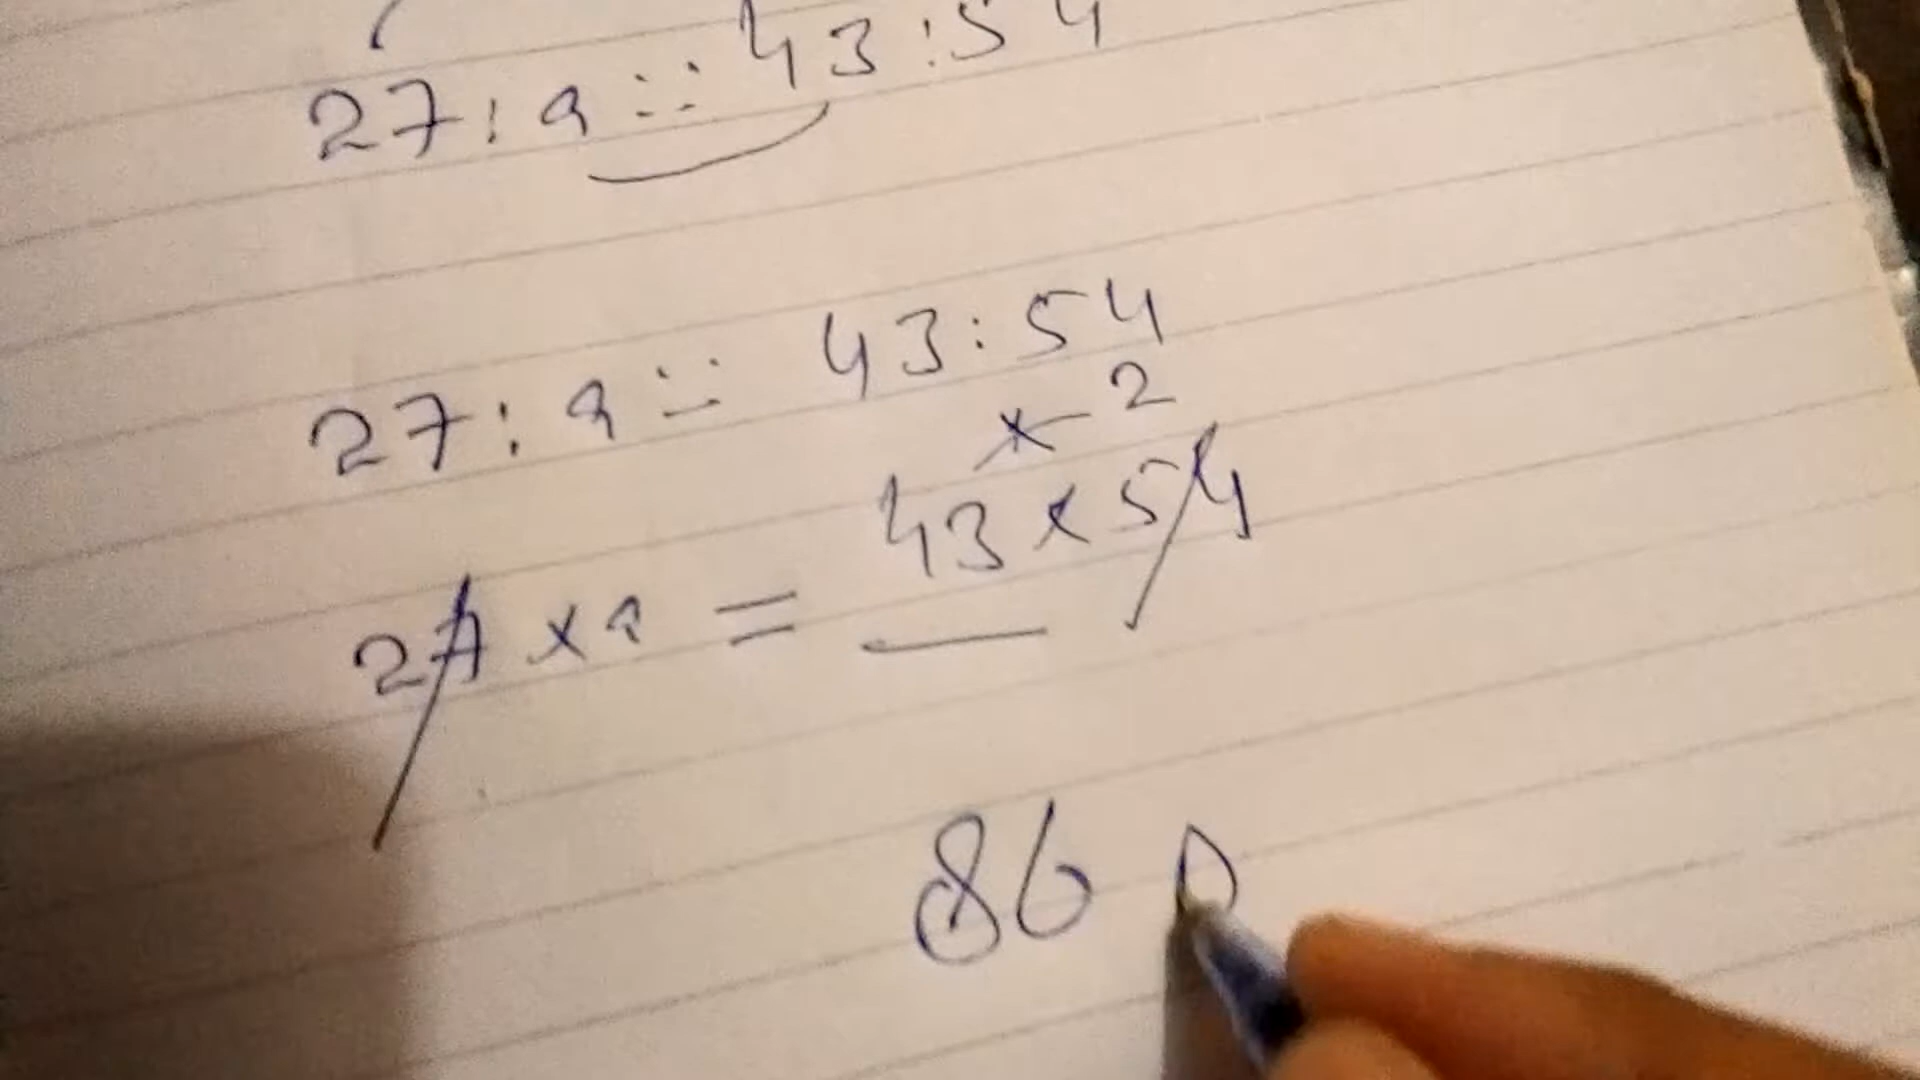 27 : a :: 43 : 54
27 : a :: 43 : 54
× 2
43 × 54
27 × a =
86